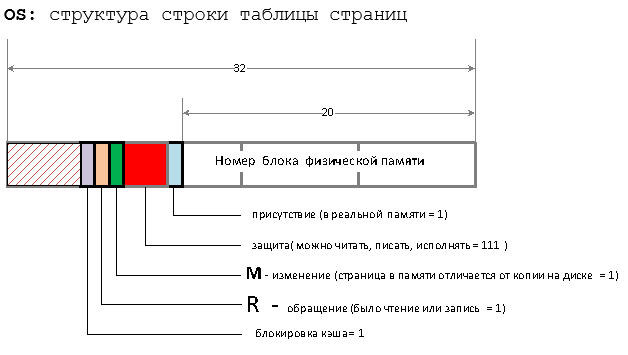 OS: структура строки таблицы страниц
32
20
Номер блока физической памяти
присутствие (в реальной памяти = 1)
защита( можно читать, писать, исполнять = 111 )
М - изменение (страница в памяти отличается от копии на диске = 1)
R - обращение (было чтение или запись = 1)
блокировка кэша= 1